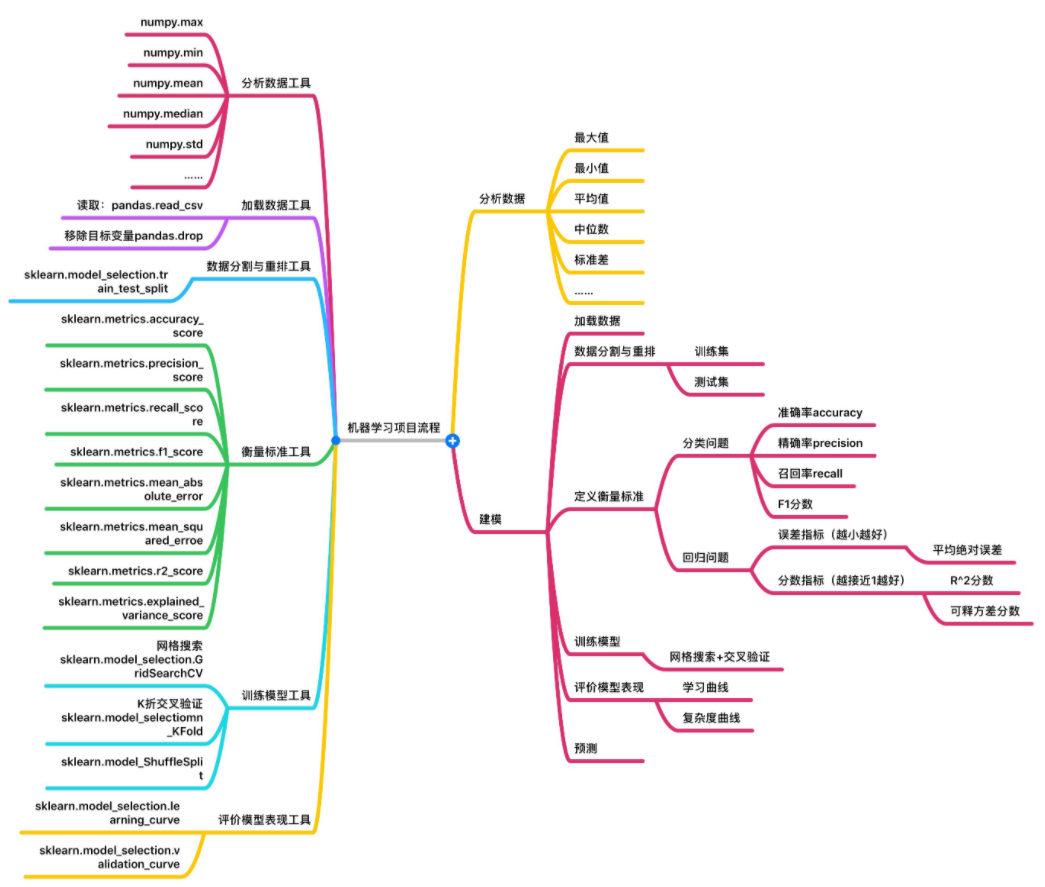 numpy.max
numpy.min
numpy.mean
numpy.median
numpy.std
……
分析数据工具
读取：pandas.read_csv
移除目标变量pandas.drop
加载数据工具
sklearn.model_selection.tr
ain_test_split
数据分割与重排工具
sklearn.metrics.accuracy_
score
sklearn.metrics.precision_
score
sklearn.metrics.recall_sco
re
sklearn.metrics.f1_score
sklearn.metrics.mean_abs
olute_error
sklearn.metrics.mean_squ
ared_erroe
sklearn.metrics.r2_score
sklearn.metrics.explained_
variance_score
衡量标准工具
网格搜索
sklearn.model_selection.G
ridSearchCV
K折交叉验证
sklearn.model_selectiomn
_KFold
sklearn.model_ShuffleSpli
t
训练模型工具
sklearn.model_selection.le
arning_curve
sklearn.model_selection.v
alidation_curve
评价模型表现工具
机器学习项目流程
分析数据
最大值
最小值
平均值
中位数
标准差
……
建模
加载数据
数据分割与重排
训练集
测试集
定义衡量标准
分类问题
准确率accuracy
精确率precision
召回率recall
F1分数
回归问题
误差指标（越小越好）
平均绝对误差
分数指标（越接近1越好）
R^2分数
可释方差分数
训练模型
网格搜索+交叉验证
评价模型表现
学习曲线
复杂度曲线
预测